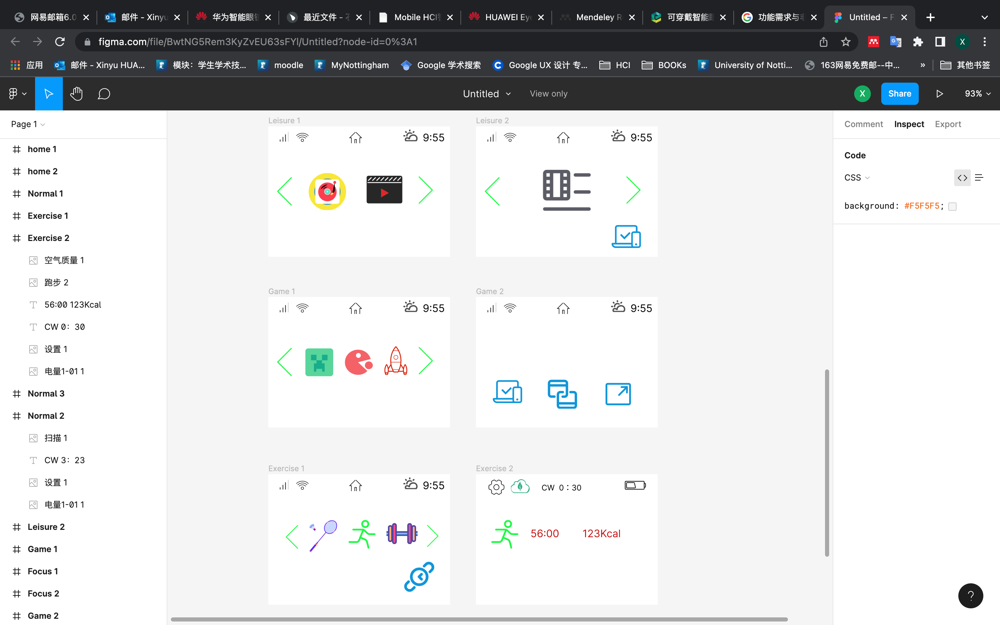 网易邮箱6.0
邮件 - Xinyu
华为智能眼镜
最近文件 - 石
Mobile HCI
HUAWEI Eye
Mendeley R
可穿戴智能眼
功能需求与非
Untitled – F
figma.com/file/BwtNG5Rem3KyZvEU63sFYl/Untitled?node-id=0%3A1
X
应用
邮件 - Xinyu HUA...
模块：学生学术技...
moodle
MyNottingham
Google 学术搜索
Google UX 设计 专...
HCI
BOOKs
University of Notti...
163网易免费邮--中...
»
其他书签
Untitled
View only
X
Share
93%
Page 1
home 1
home 2
Normal 1
Exercise 1
Exercise 2
空气质量 1
跑步 2
56:00 123Kcal
CW 0：30
设置 1
电量1-01 1
Normal 3
Normal 2
扫描 1
CW 3：23
设置 1
电量1-01 1
Leisure 2
Game 1
Focus 1
Focus 2
Game 2
Leisure 1
9:55
Leisure 2
9:55
Game 1
9:55
Game 2
9:55
Exercise 1
9:55
Exercise 2
CW 0：30
56:00
123Kcal
Comment
Inspect
Export
Code
CSS
background: #F5F5F5;
?